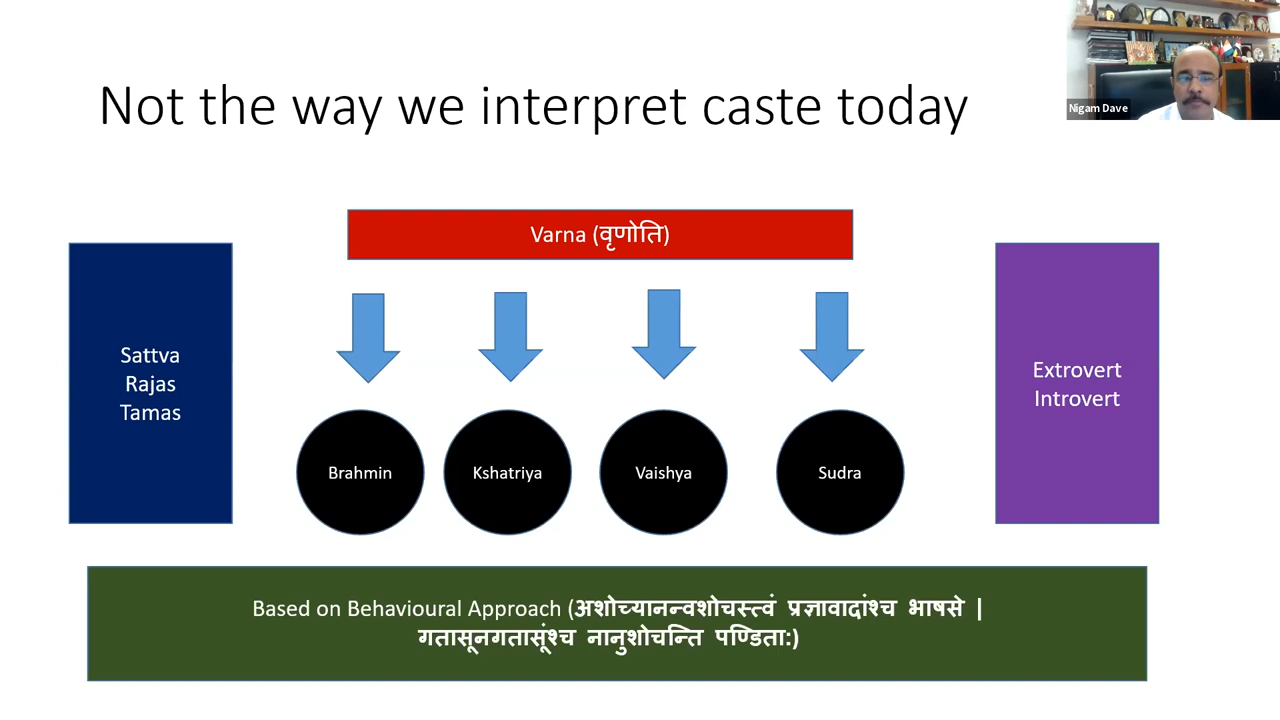 Not the way we interpret caste today
Nigam Dave
Varna (वृणोति)
Sattva
Rajas
Tamas
Extrovert
Introvert
Brahmin
Kshatriya
Vaishya
Sudra
Based on Behavioural Approach (अशोच्यानन्वशोचस्त्वं प्रज्ञावादांश्च भाषसे |
गतासूनगतासूंश्च नानुशोचन्ति पण्डिताः)